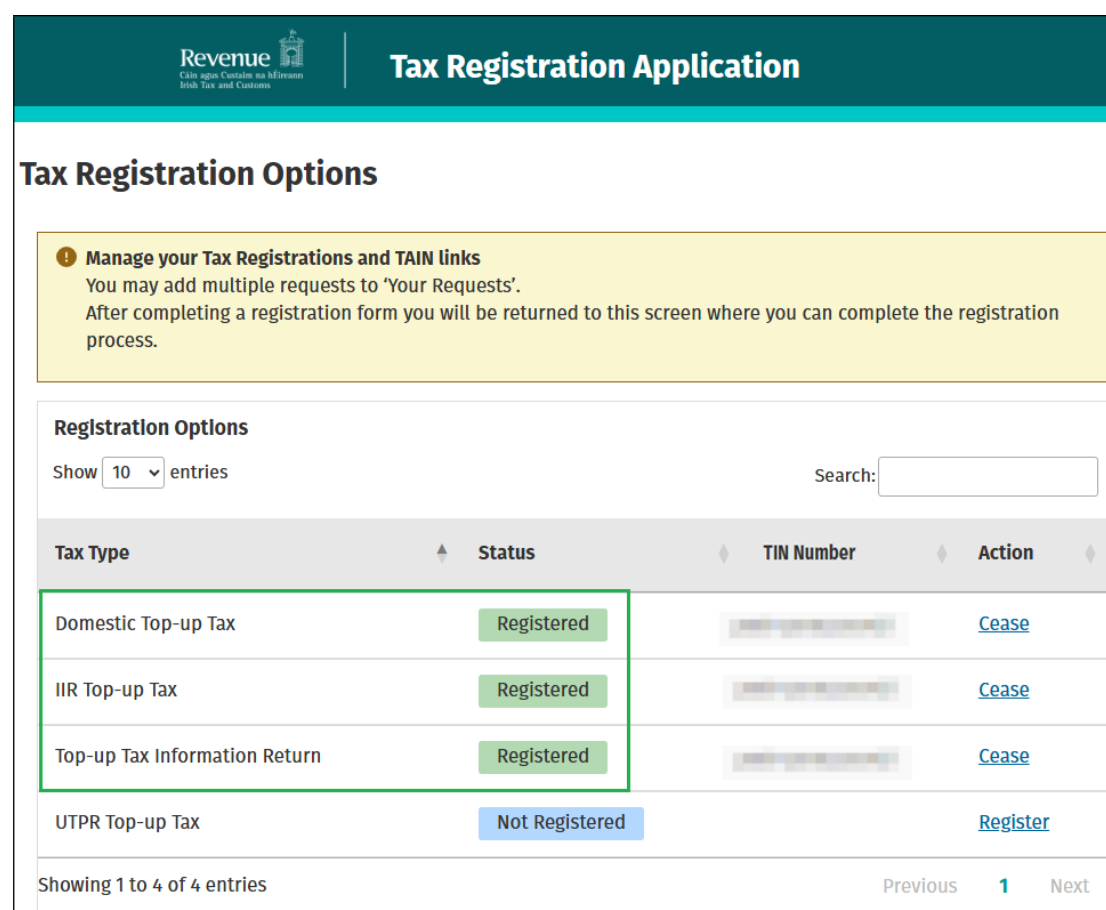 Revenue
Cáin agus Custaim na hÉireann
Irish Tax and Customs
Tax Registration Application
Tax Registration Options
Manage your Tax Registrations and TAIN links
You may add multiple requests to ‘Your Requests’.
After completing a registration form you will be returned to this screen where you can complete the registration
process.
Registration Options
Show 10 entries Search:
Tax Type Status TIN Number Action
Domestic Top-up Tax Registered Cease
IIR Top-up Tax Registered Cease
Top-up Tax Information Return Registered Cease
UTPR Top-up Tax Not Registered Register
Showing 1 to 4 of 4 entries Previous 1 Next